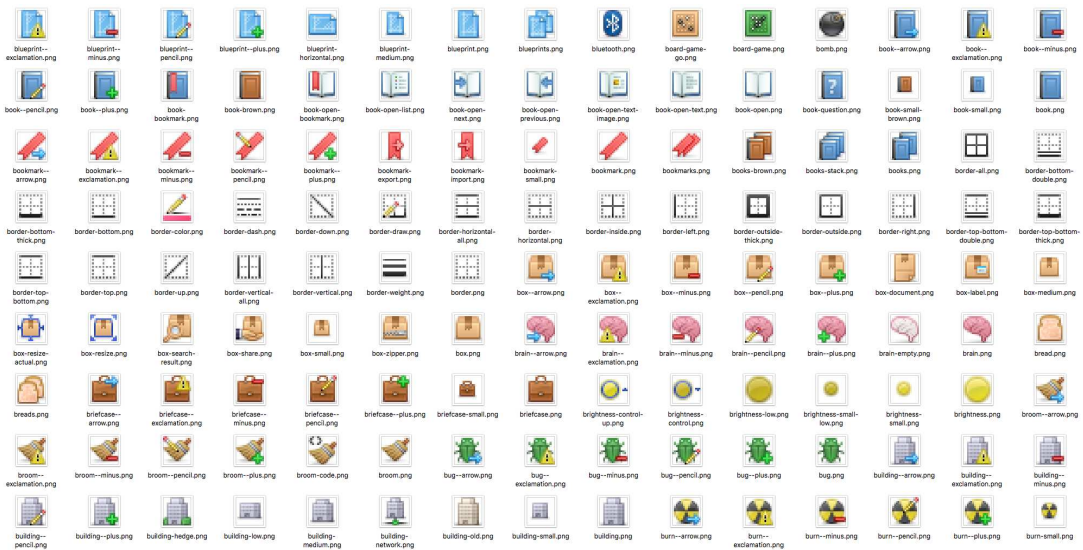 blueprint--exclamation.png
blueprint--minus.png
blueprint--pencil.png
blueprint--plus.png
blueprint-horizontal.png
blueprint-medium.png
blueprint.png
blueprints.png
bluetooth.png
board-game-go.png
board-game.png
bomb.png
book--arrow.png
book--exclamation.png
book--minus.png
book--pencil.png
book--plus.png
book-bookmark.png
book-brown.png
book-open-bookmark.png
book-open-list.png
book-open-next.png
book-open-previous.png
book-open-text-image.png
book-open-text.png
book-open.png
book-question.png
book-small-brown.png
book-small.png
book.png
bookmark--arrow.png
bookmark--exclamation.png
bookmark--minus.png
bookmark--pencil.png
bookmark--plus.png
bookmark-export.png
bookmark-import.png
bookmark-small.png
bookmark.png
bookmarks.png
books-brown.png
books-stack.png
books.png
border-all.png
border-bottom-double.png
border-bottom-thick.png
border-bottom.png
border-color.png
border-dash.png
border-down.png
border-draw.png
border-horizontal-all.png
border-horizontal.png
border-inside.png
border-left.png
border-outside-thick.png
border-outside.png
border-right.png
border-top-bottom-double.png
border-top-bottom-thick.png
border-top-bottom.png
border-top.png
border-up.png
border-vertical-all.png
border-vertical.png
border-weight.png
border.png
box--arrow.png
box--exclamation.png
box--minus.png
box--pencil.png
box--plus.png
box-document.png
box-label.png
box-medium.png
box-resize-actual.png
box-resize.png
box-search-result.png
box-share.png
box-small.png
box-zipper.png
box.png
brain--arrow.png
brain--exclamation.png
brain--minus.png
brain--pencil.png
brain--plus.png
brain-empty.png
brain.png
bread.png
breads.png
briefcase--arrow.png
briefcase--exclamation.png
briefcase--minus.png
briefcase--pencil.png
briefcase--plus.png
briefcase-small.png
briefcase.png
brightness-control-up.png
brightness-control.png
brightness-low.png
brightness-small-low.png
brightness-small.png
brightness.png
broom--arrow.png
broom--exclamation.png
broom--minus.png
broom--pencil.png
broom--plus.png
broom-code.png
broom.png
bug--arrow.png
bug--exclamation.png
bug--minus.png
bug--pencil.png
bug--plus.png
bug.png
building--arrow.png
building--exclamation.png
building--minus.png
building--pencil.png
building--plus.png
building-hedge.png
building-low.png
building-medium.png
building-network.png
building-old.png
building-small.png
building.png
burn--arrow.png
burn--exclamation.png
burn--minus.png
burn--pencil.png
burn--plus.png
burn-small.png